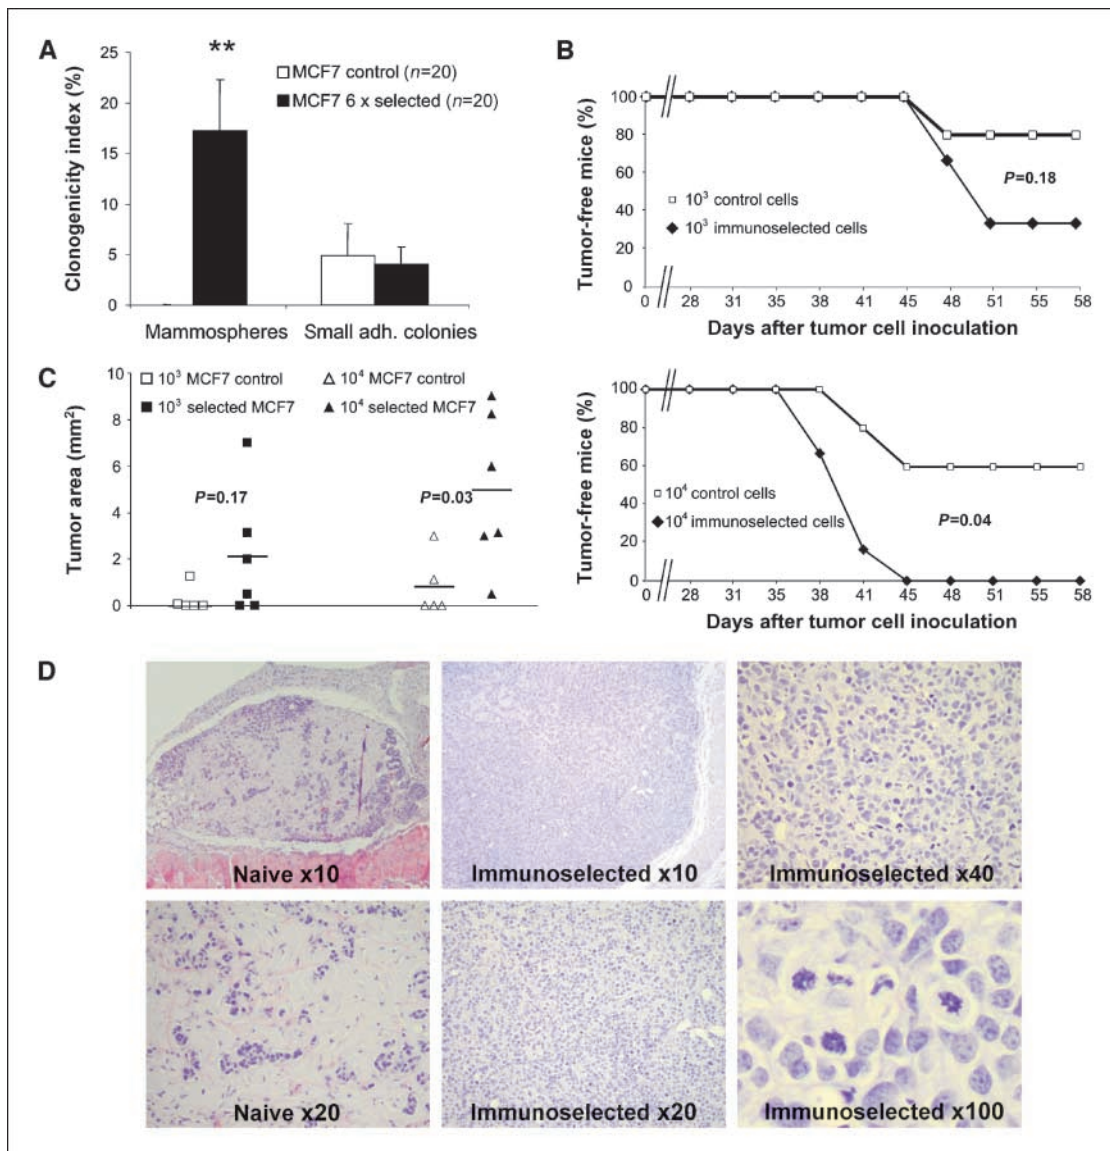 A
**
25
20
15
10
5
0
Clonogenicity index (%)
MCF7 control (n=20)
MCF7 6 x selected (n=20)
Mammospheres Small adh. colonies
B
100
80
60
40
20
0
Tumor-free mice (%)
P=0.18
10³ control cells
10³ immunoselected cells
0 28 31 35 38 41 45 48 51 55 58
Days after tumor cell inoculation
C
10
8
6
4
2
0
Tumor area (mm²)
10³ MCF7 control
10³ selected MCF7
10⁴ MCF7 control
10⁴ selected MCF7
P=0.17
P=0.03
100
80
60
40
20
0
Tumor-free mice (%)
10⁴ control cells
10⁴ immunoselected cells
P=0.04
0 28 31 35 38 41 45 48 51 55 58
Days after tumor cell inoculation
D
Naive x10
Immunoselected x10
Immunoselected x40
Naive x20
Immunoselected x20
Immunoselected x100